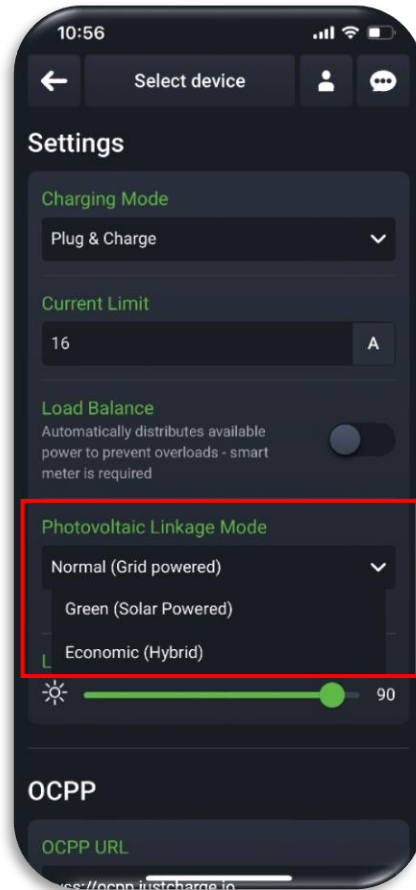 10:56
Select device
Settings
Charging Mode
Plug & Charge
Current Limit
16 A
Load Balance
Automatically distributes available
power to prevent overloads - smart
meter is required
Photovoltaic Linkage Mode
Normal (Grid powered)
Green (Solar Powered)
Economic (Hybrid)
L
90
OCPP
OCPP URL